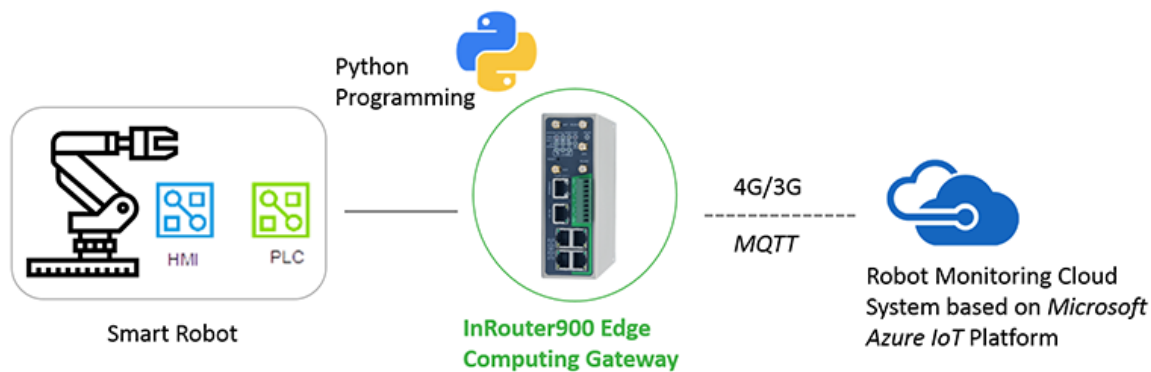 Python
Programming
HMI
PLC
Smart Robot
InRouter900 Edge
Computing Gateway
4G/3G
MQTT
Robot Monitoring Cloud
System based on Microsoft
Azure IoT Platform